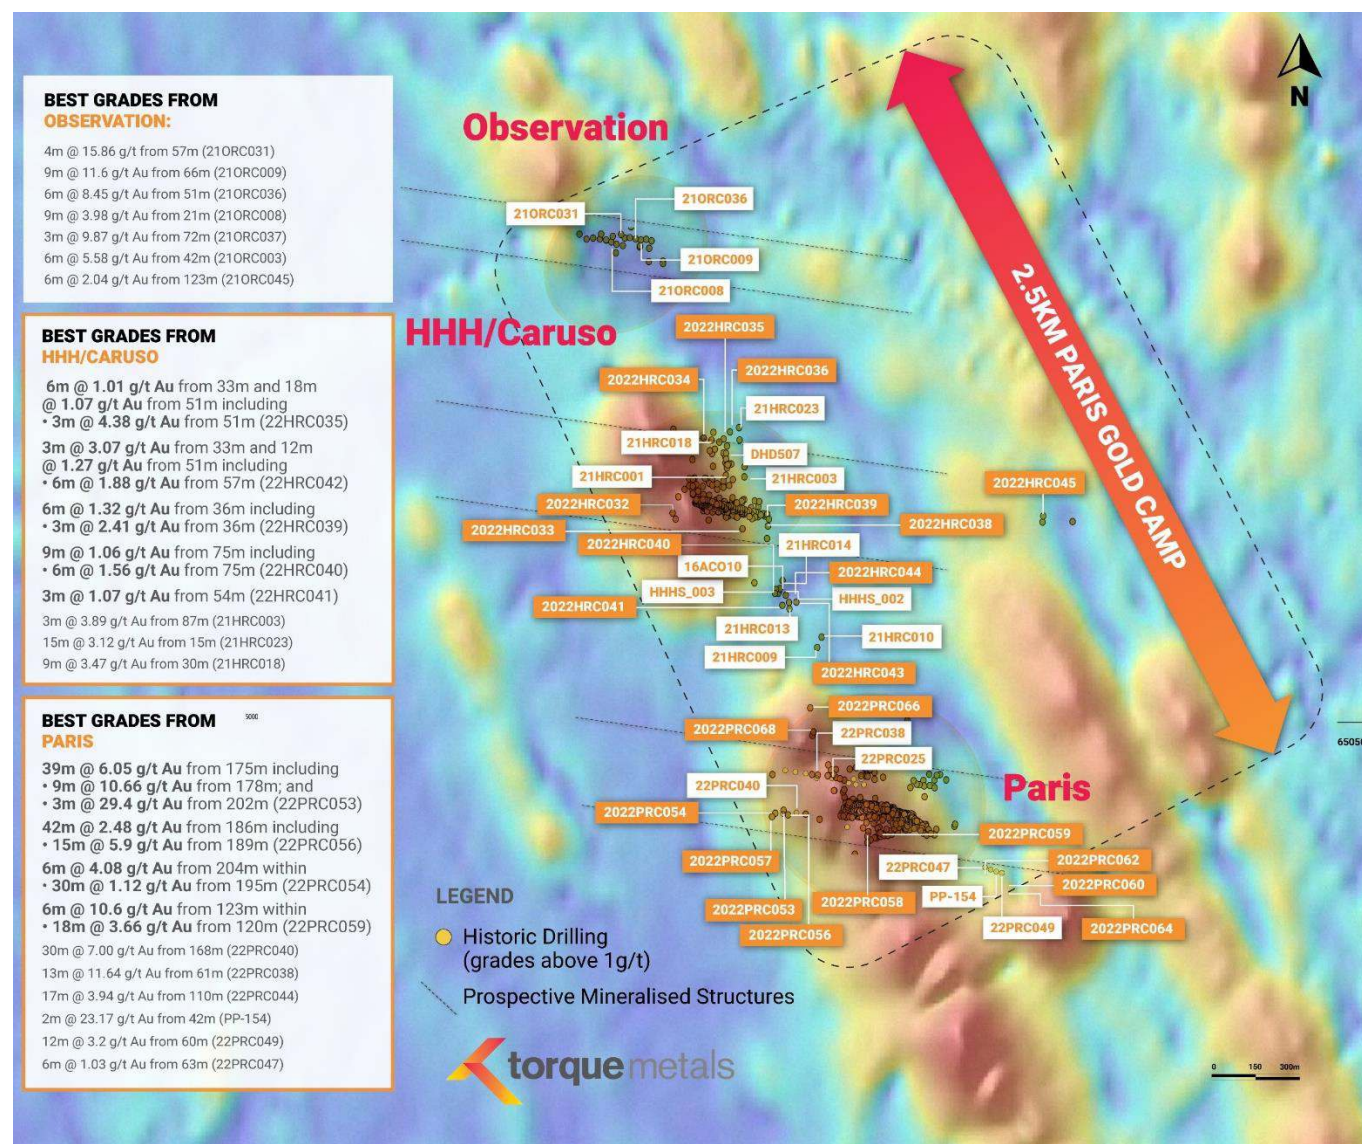 BEST GRADES FROM
OBSERVATION:
4m @ 15.86 g/t from 57m (21ORC031)
9m @ 11.6 g/t Au from 66m (21ORC009)
6m @ 8.45 g/t Au from 51m (21ORC036)
9m @ 3.98 g/t Au from 21m (21ORC008)
3m @ 9.87 g/t Au from 72m (21ORC037)
6m @ 5.58 g/t Au from 42m (21ORC003)
6m @ 2.04 g/t Au from 123m (21ORC045)
BEST GRADES FROM
HHH/CARUSO
6m @ 1.01 g/t Au from 33m and 18m
@ 1.07 g/t Au from 51m including
• 3m @ 4.38 g/t Au from 51m (22HRC035)
3m @ 3.07 g/t Au from 33m and 12m
@ 1.27 g/t Au from 51m including
• 6m @ 1.88 g/t Au from 57m (22HRC042)
6m @ 1.32 g/t Au from 36m including
• 3m @ 2.41 g/t Au from 36m (22HRC039)
9m @ 1.06 g/t Au from 75m including
• 6m @ 1.56 g/t Au from 75m (22HRC040)
3m @ 1.07 g/t Au from 54m (22HRC041)
3m @ 3.89 g/t Au from 87m (21HRC003)
15m @ 3.12 g/t Au from 15m (21HRC023)
9m @ 3.47 g/t Au from 30m (21HRC018)
BEST GRADES FROM
5000
PARIS
39m @ 6.05 g/t Au from 175m including
• 9m @ 10.66 g/t Au from 178m; and
• 3m @ 29.4 g/t Au from 202m (22PRC053)
42m @ 2.48 g/t Au from 186m including
• 15m @ 5.9 g/t Au from 189m (22PRC056)
6m @ 4.08 g/t Au from 204m within
• 30m @ 1.12 g/t Au from 195m (22PRC054)
6m @ 10.6 g/t Au from 123m within
• 18m @ 3.66 g/t Au from 120m (22PRC059)
30m @ 7.00 g/t Au from 168m (22PRC040)
13m @ 11.64 g/t Au from 61m (22PRC038)
17m @ 3.94 g/t Au from 110m (22PRC044)
2m @ 23.17 g/t Au from 42m (PP-154)
12m @ 3.2 g/t Au from 60m (22PRC049)
6m @ 1.03 g/t Au from 63m (22PRC047)
N
Observation
21ORC036
21ORC031
21ORC009
21ORC008
2.5KM PARIS GOLD CAMP
HHH/Caruso
2022HRC035
2022HRC036
2022HRC034
21HRC023
21HRC018
DHD507
21HRC001
21HRC003
2022HRC045
2022HRC032
2022HRC039
2022HRC033
2022HRC038
2022HRC040
21HRC014
16ACO10
2022HRC044
HHHS_003
HHHS_002
2022HRC041
21HRC013
21HRC010
21HRC009
2022HRC043
2022PRC066
2022PRC068
22PRC038
22PRC025
Paris
22PRC040
2022PRC054
2022PRC059
2022PRC057
22PRC047
2022PRC062
2022PRC060
PP-154
2022PRC058
2022PRC053
22PRC049
2022PRC064
2022PRC056
65050
LEGEND
Historic Drilling
(grades above 1g/t)
Prospective Mineralised Structures
torquemetals
0 150 300m